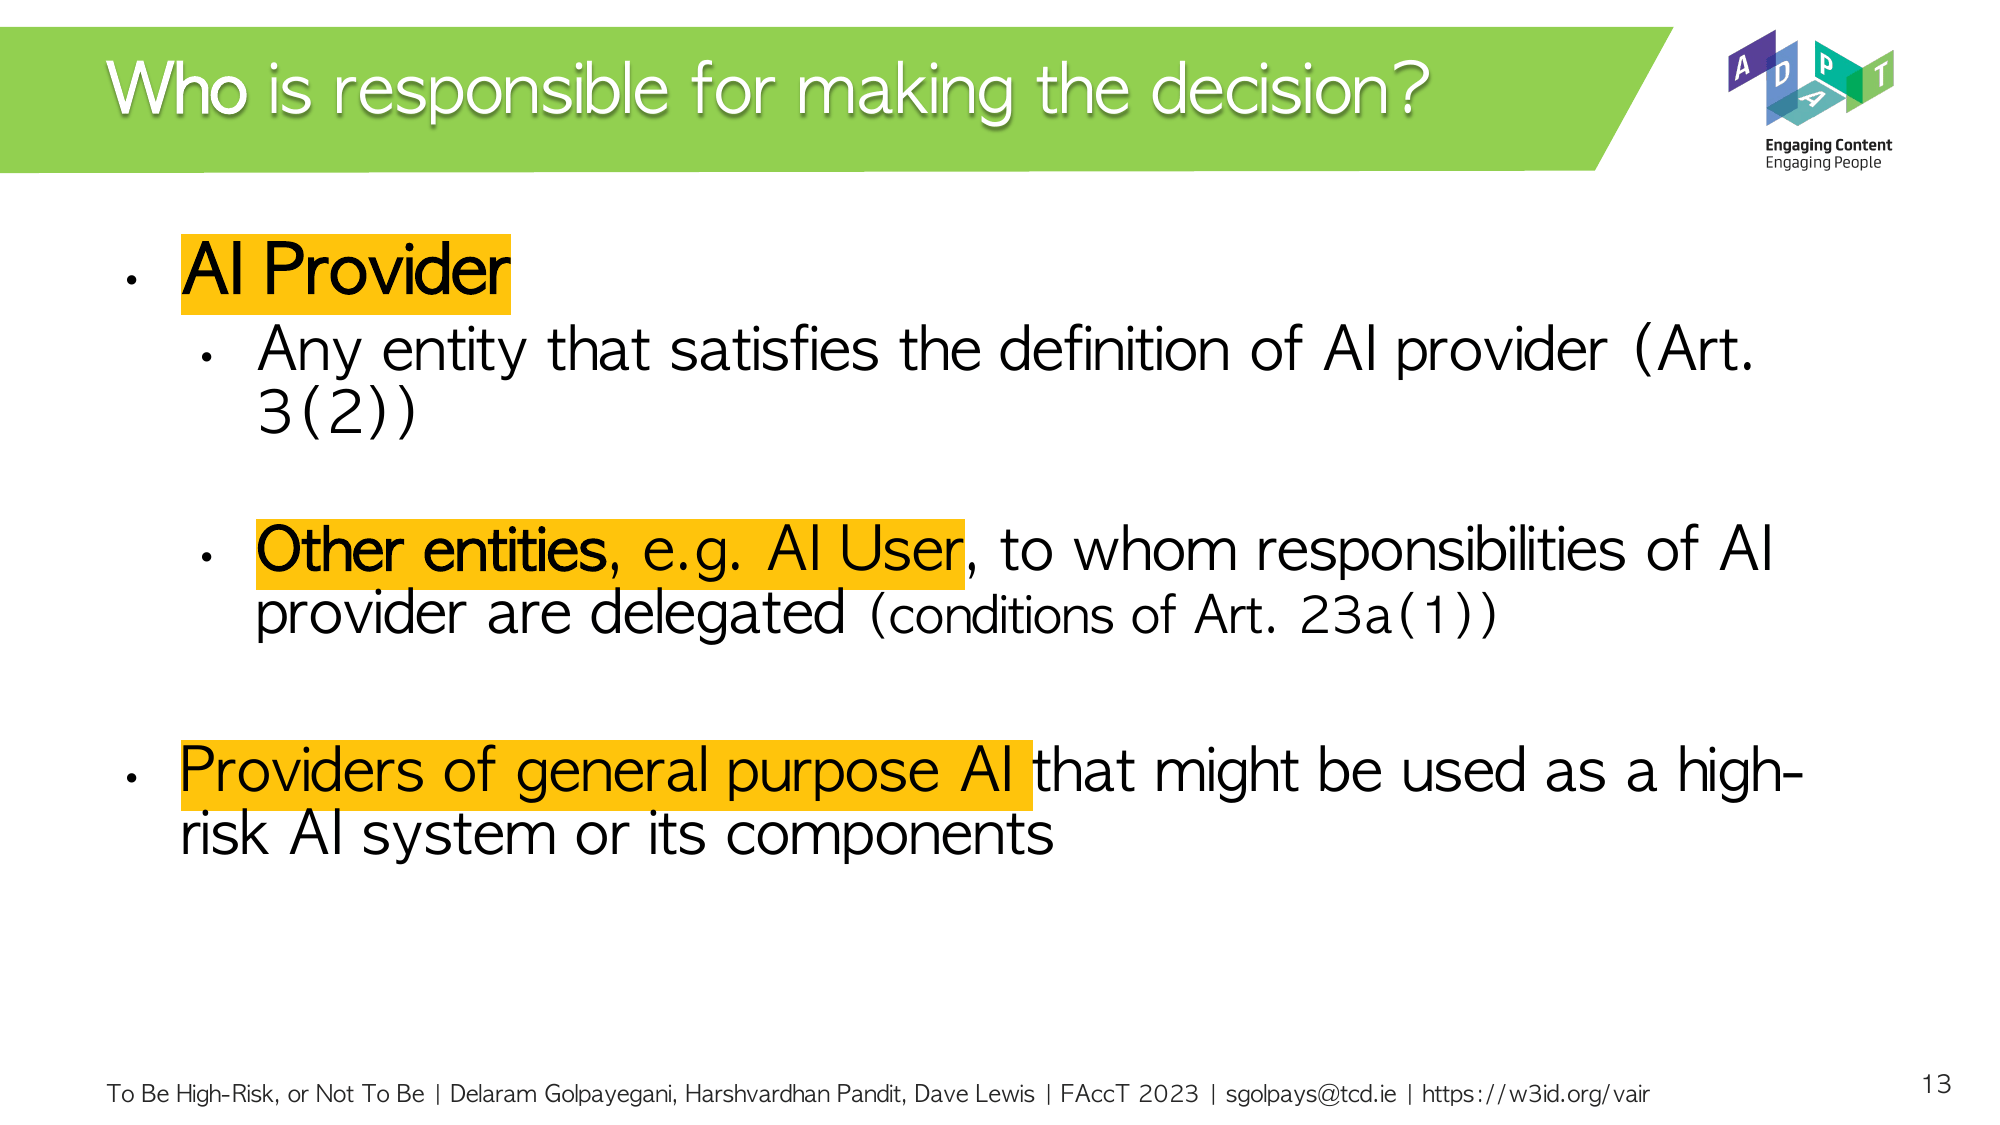 Who is responsible for making the decision?
ADAPT
Engaging Content
Engaging People
• AI Provider
• Any entity that satisfies the definition of AI provider (Art.
3(2))
• Other entities, e.g. AI User, to whom responsibilities of AI
provider are delegated (conditions of Art. 23a(1))
• Providers of general purpose AI that might be used as a high-
risk AI system or its components
To Be High-Risk, or Not To Be | Delaram Golpayegani, Harshvardhan Pandit, Dave Lewis | FAccT 2023 | sgolpays@tcd.ie | https://w3id.org/vair
13